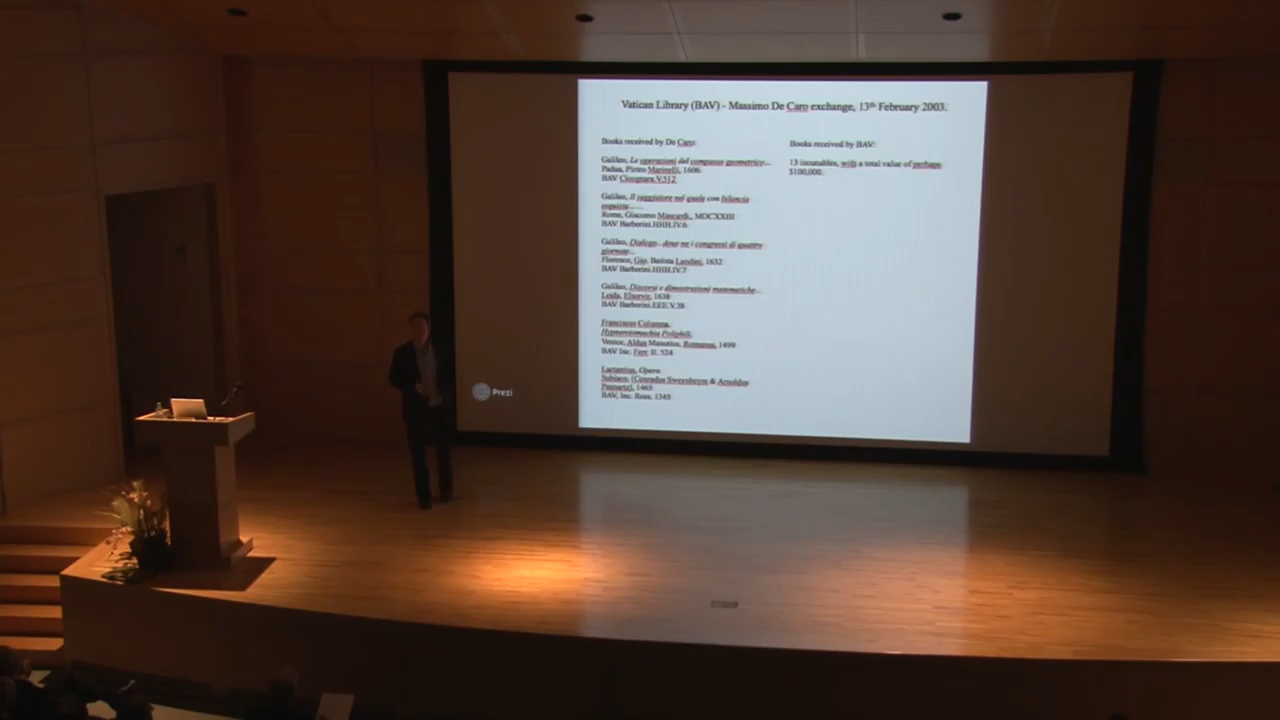 Vatican Library (BAV) - Massimo De Caro exchange, 13th February 2003.
Books received by De Caro:
Galileo, Le operazioni del compasso geometrico...
Padua, Pietro Marinelli, 1606
BAV Cicognara.V.512
Galileo, Il saggiatore nel quale con bilancia
esquisita......
Rome, Giacomo Mascardi,, MDCXXIII
BAV Barberini.HHH.IV.6
Galileo, Dialogo.. doue ne i congressi di quattro
giornate...
Florence, Gio. Batista Landini, 1632
BAV Barberini.HHH.IV.7
Galileo, Discorsi e dimostrazioni matematiche...
Leida, Elsevir, 1638
BAV Barberini.EEE.V.38
Franciscus Columna,
Hypnerotomachia Poliphili,
Venice, Aldus Manutius, Romanus, 1499
BAV Inc. Ferr. II. 524
Lactantius, Opera
Subiaco, [Conradus Sweynheym & Arnoldus
Pannartz], 1465
BAV, Inc. Ross. 1345
Books received by BAV:
13 incunables, with a total value of perhaps
$100,000.
Prezi